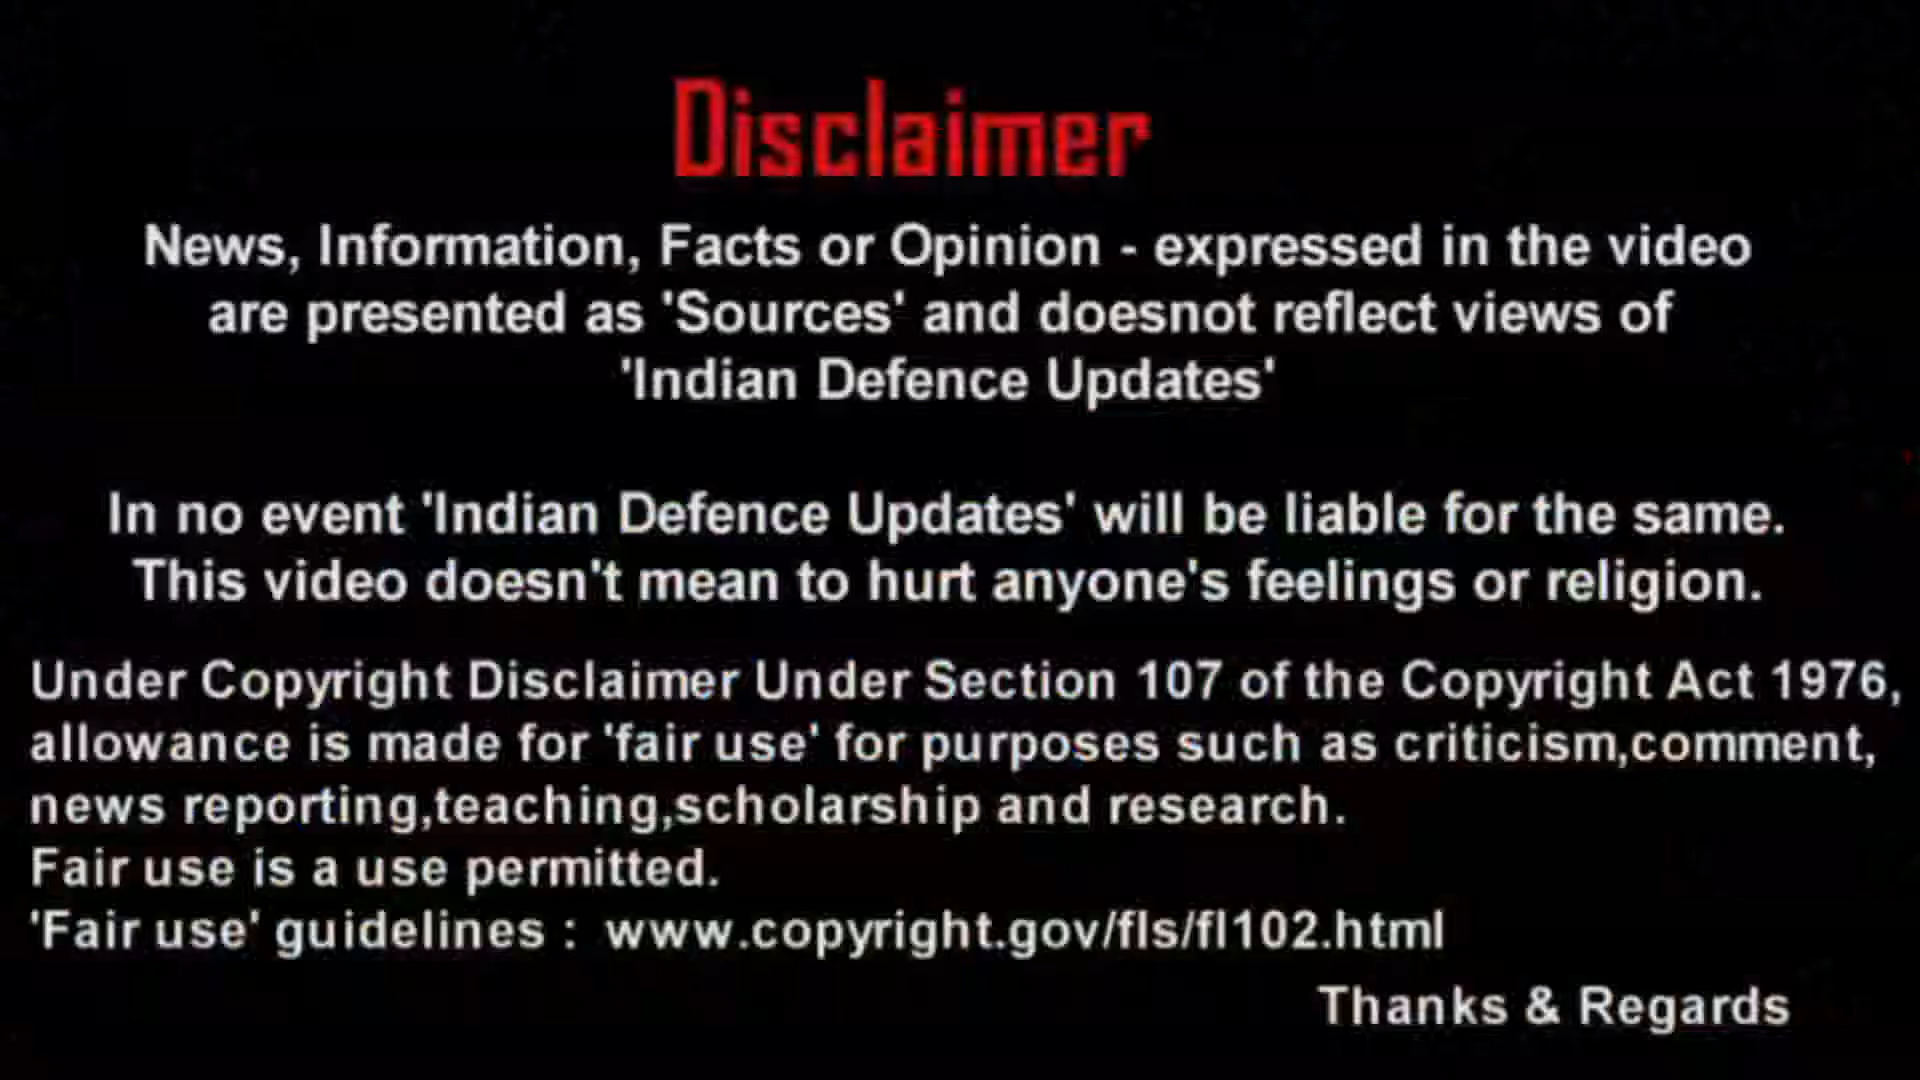 Disclaimer
News, Information, Facts or Opinion - expressed in the video
are presented as 'Sources' and doesnot reflect views of
'Indian Defence Updates'
In no event 'Indian Defence Updates' will be liable for the same.
This video doesn't mean to hurt anyone's feelings or religion.
Under Copyright Disclaimer Under Section 107 of the Copyright Act 1976,
allowance is made for 'fair use' for purposes such as criticism,comment,
news reporting,teaching,scholarship and research.
Fair use is a use permitted.
'Fair use' guidelines : www.copyright.gov/fls/fl102.html
Thanks & Regards